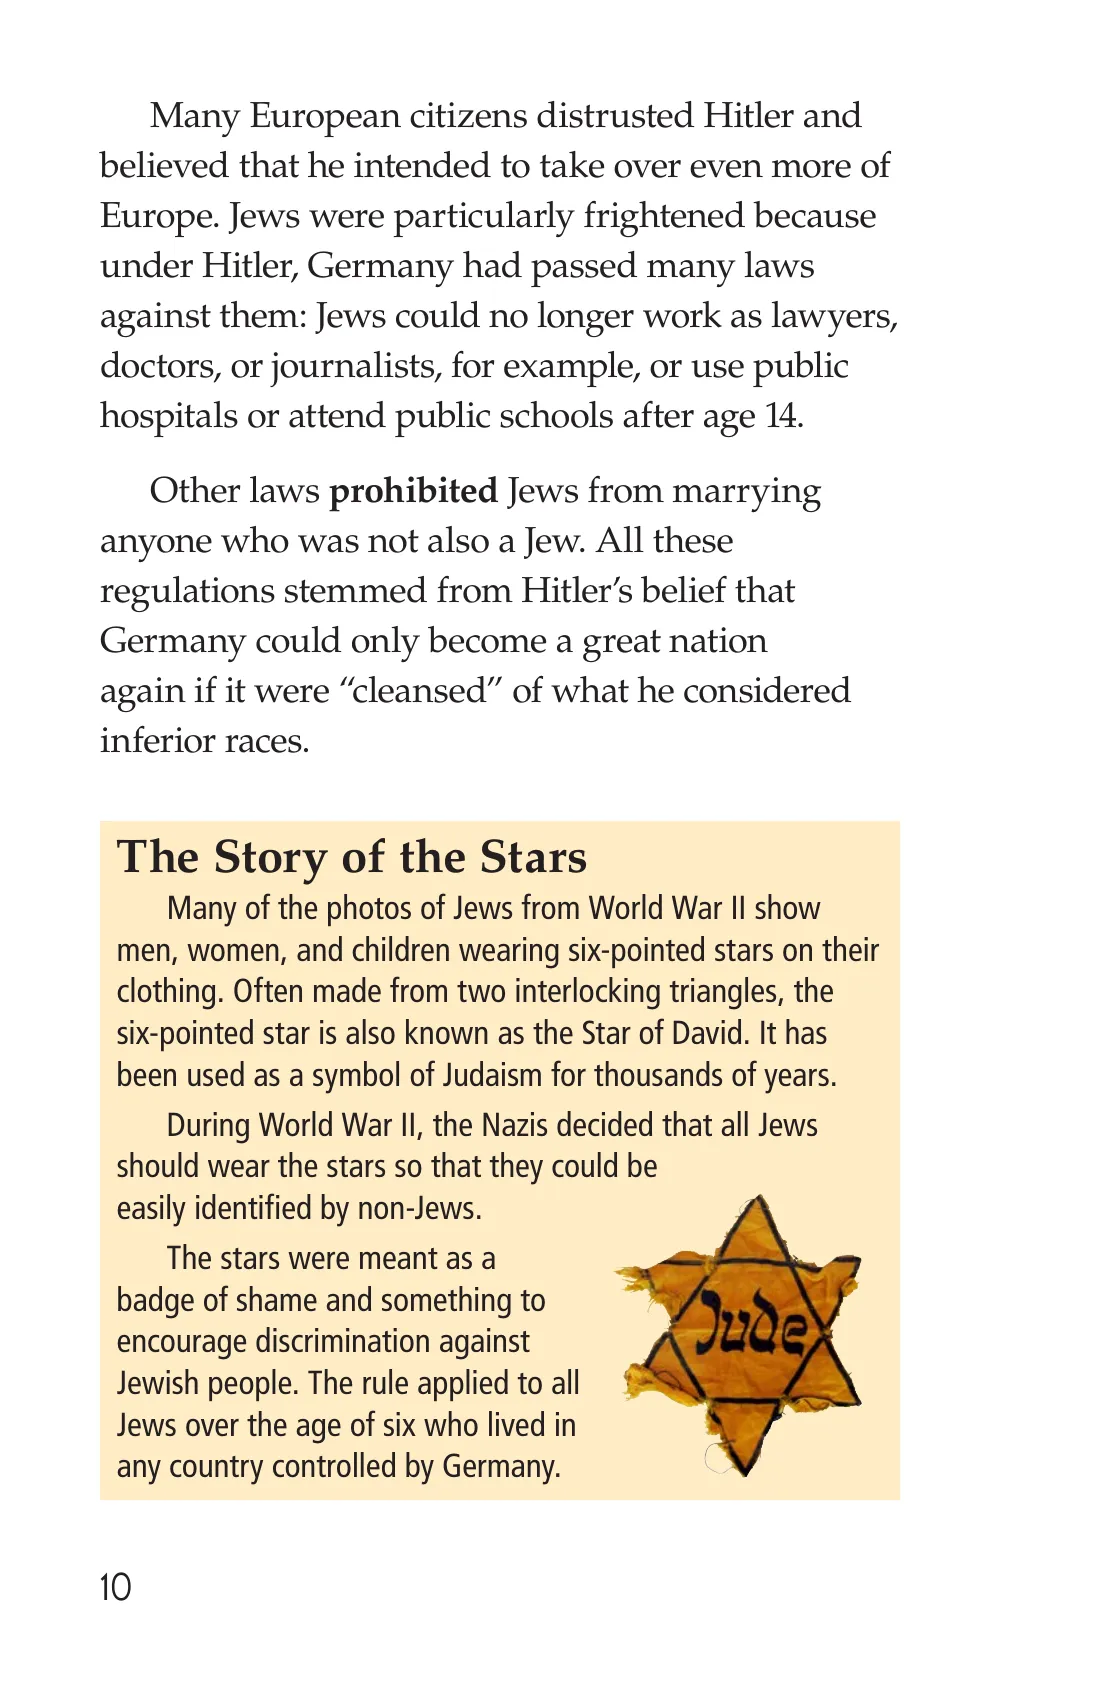 Many European citizens distrusted Hitler and
believed that he intended to take over even more of
Europe. Jews were particularly frightened because
under Hitler, Germany had passed many laws
against them: Jews could no longer work as lawyers,
doctors, or journalists, for example, or use public
hospitals or attend public schools after age 14.
Other laws prohibited Jews from marrying
anyone who was not also a Jew. All these
regulations stemmed from Hitler’s belief that
Germany could only become a great nation
again if it were “cleansed” of what he considered
inferior races.
The Story of the Stars
Many of the photos of Jews from World War II show
men, women, and children wearing six-pointed stars on their
clothing. Often made from two interlocking triangles, the
six-pointed star is also known as the Star of David. It has
been used as a symbol of Judaism for thousands of years.
During World War II, the Nazis decided that all Jews
should wear the stars so that they could be
easily identified by non-Jews.
The stars were meant as a
badge of shame and something to
encourage discrimination against
Jewish people. The rule applied to all
Jews over the age of six who lived in
any country controlled by Germany.
Jude
10